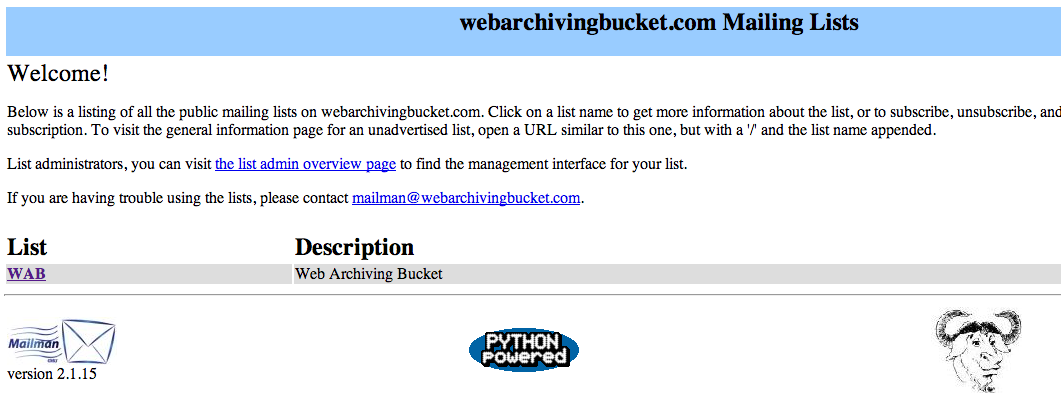 webarchivingbucket.com Mailing Lists
Welcome!
Below is a listing of all the public mailing lists on webarchivingbucket.com. Click on a list name to get more information about the list, or to subscribe, unsubscribe, and
subscription. To visit the general information page for an unadvertised list, open a URL similar to this one, but with a '/' and the list name appended.
List administrators, you can visit the list admin overview page to find the management interface for your list.
If you are having trouble using the lists, please contact mailman@webarchivingbucket.com.
List Description
WAB Web Archiving Bucket
Mailman
PYTHON
powered
version 2.1.15